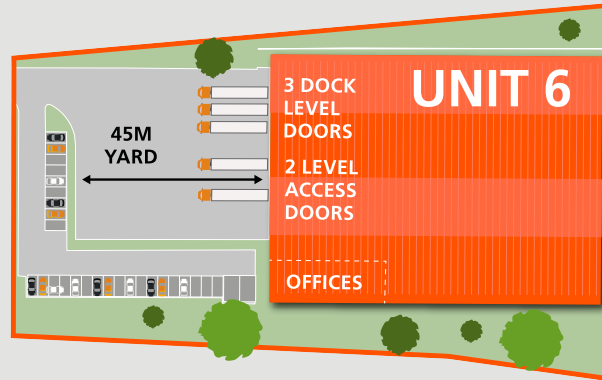 UNIT 6
3 DOCK
LEVEL
DOORS
45M
YARD
2 LEVEL
ACCESS
DOORS
OFFICES